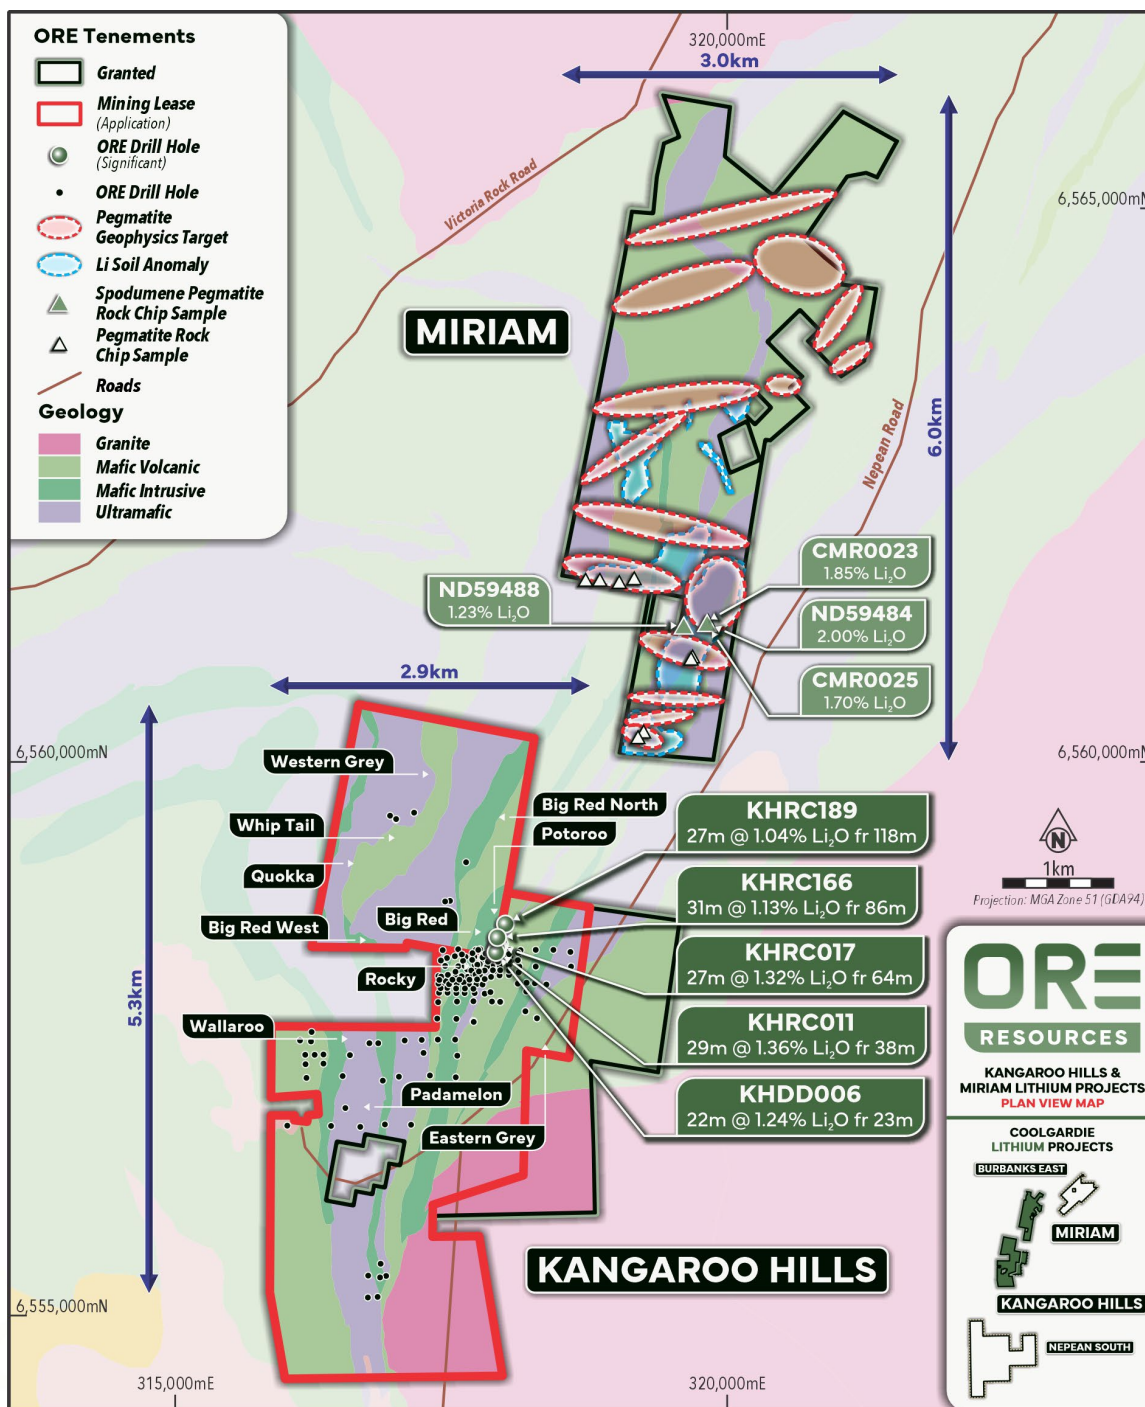 ORE Tenements
Granted
Mining Lease
(Application)
ORE Drill Hole
(Significant)
ORE Drill Hole
Pegmatite
Geophysics Target
Li Soil Anomaly
Spodumene Pegmatite
Rock Chip Sample
Pegmatite Rock
Chip Sample
Roads
Geology
Granite
Mafic Volcanic
Mafic Intrusive
Ultramafic
320,000mE
3.0km
Victoria Rock Road
6,565,000mN
MIRIAM
6.0km
Nepean Road
CMR0023
1.85% Li₂O
ND59488
1.23% Li₂O
ND59484
2.00% Li₂O
CMR0025
1.70% Li₂O
2.9km
6,560,000mN
6,560,000mN
Western Grey
Big Red North
Whip Tail
Potoroo
Quokka
Big Red
Big Red West
Rocky
Wallaroo
Padamelon
Eastern Grey
5.3km
KHRC189
27m @ 1.04% Li₂O fr 118m
KHRC166
31m @ 1.13% Li₂O fr 86m
KHRC017
27m @ 1.32% Li₂O fr 64m
KHRC011
29m @ 1.36% Li₂O fr 38m
KHDD006
22m @ 1.24% Li₂O fr 23m
N
1km
Projection: MGA Zone 51 (GDA94)
KANGAROO HILLS
6,555,000mN
315,000mE
320,000mE
ORE
RESOURCES
KANGAROO HILLS &
MIRIAM LITHIUM PROJECTS
PLAN VIEW MAP
COOLGARDIE
LITHIUM PROJECTS
BURBANKS EAST
MIRIAM
KANGAROO HILLS
NEPEAN SOUTH